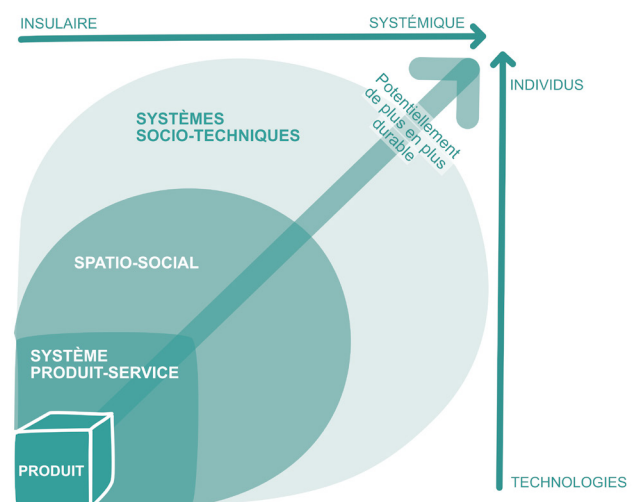 INSULAIRE
SYSTÉMIQUE
INDIVIDUS
Potentiellement
de plus en plus
durable
SYSTÈMES
SOCIO-TECHNIQUES
SPATIO-SOCIAL
SYSTÈME
PRODUIT-SERVICE
PRODUIT
TECHNOLOGIES